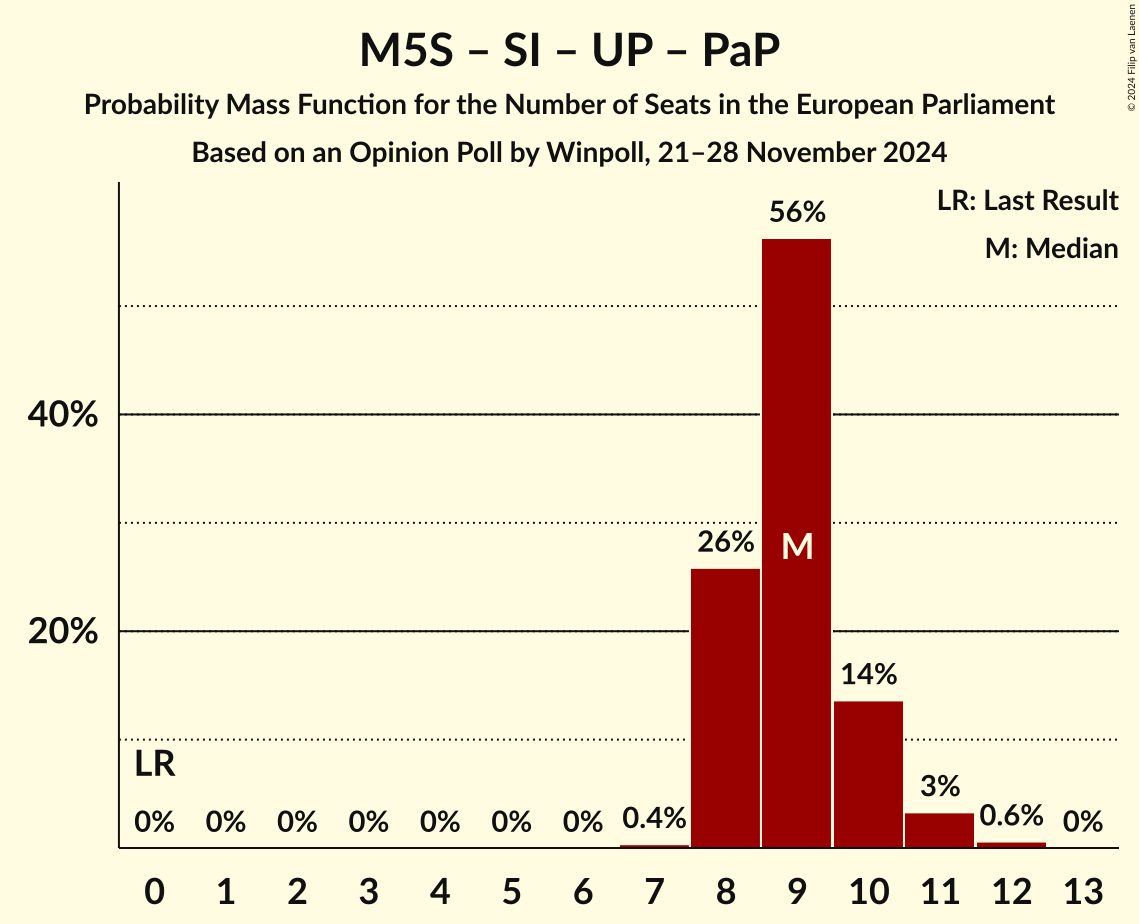 M5S – SI – UP – PaP
Probability Mass Function for the Number of Seats in the European Parliament
Based on an Opinion Poll by Winpoll, 21–28 November 2024
© 2024 Filip van Laenen
LR: Last Result
M: Median
56%
40%
26%
M
20%
14%
LR
3%
0% 0% 0% 0% 0% 0% 0% 0.4% 0.6% 0%
0 1 2 3 4 5 6 7 8 9 10 11 12 13